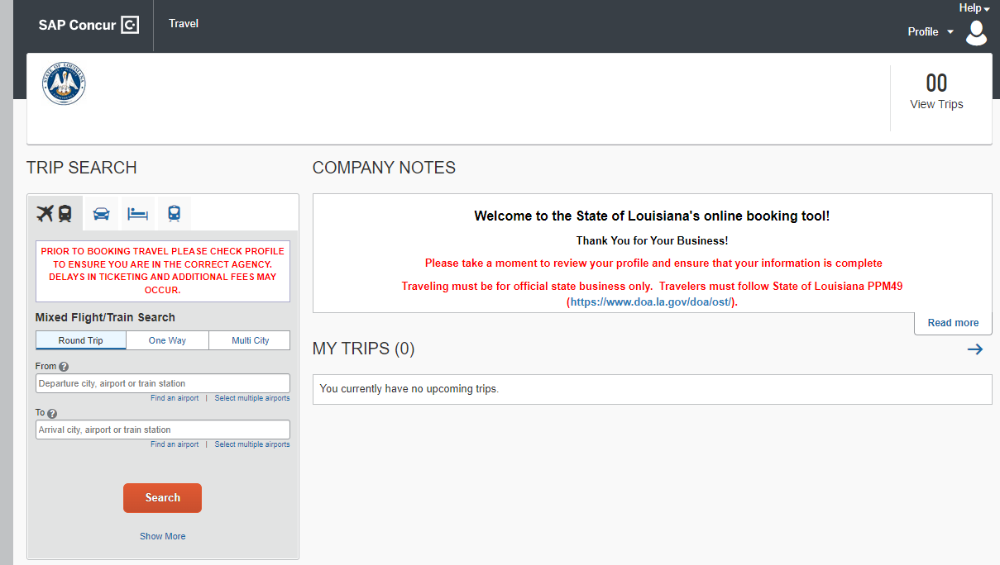 SAP Concur
Travel
Help
Profile
00
View Trips
TRIP SEARCH
PRIOR TO BOOKING TRAVEL PLEASE CHECK PROFILE
TO ENSURE YOU ARE IN THE CORRECT AGENCY.
DELAYS IN TICKETING AND ADDITIONAL FEES MAY
OCCUR.
Mixed Flight/Train Search
Round Trip
One Way
Multi City
From ?
Departure city, airport or train station
Find an airport | Select multiple airports
To ?
Arrival city, airport or train station
Find an airport | Select multiple airports
Search
Show More
COMPANY NOTES
Welcome to the State of Louisiana's online booking tool!
Thank You for Your Business!
Please take a moment to review your profile and ensure that your information is complete
Traveling must be for official state business only. Travelers must follow State of Louisiana PPM49
(https://www.doa.la.gov/doa/ost/).
Read more
MY TRIPS (0)
You currently have no upcoming trips.